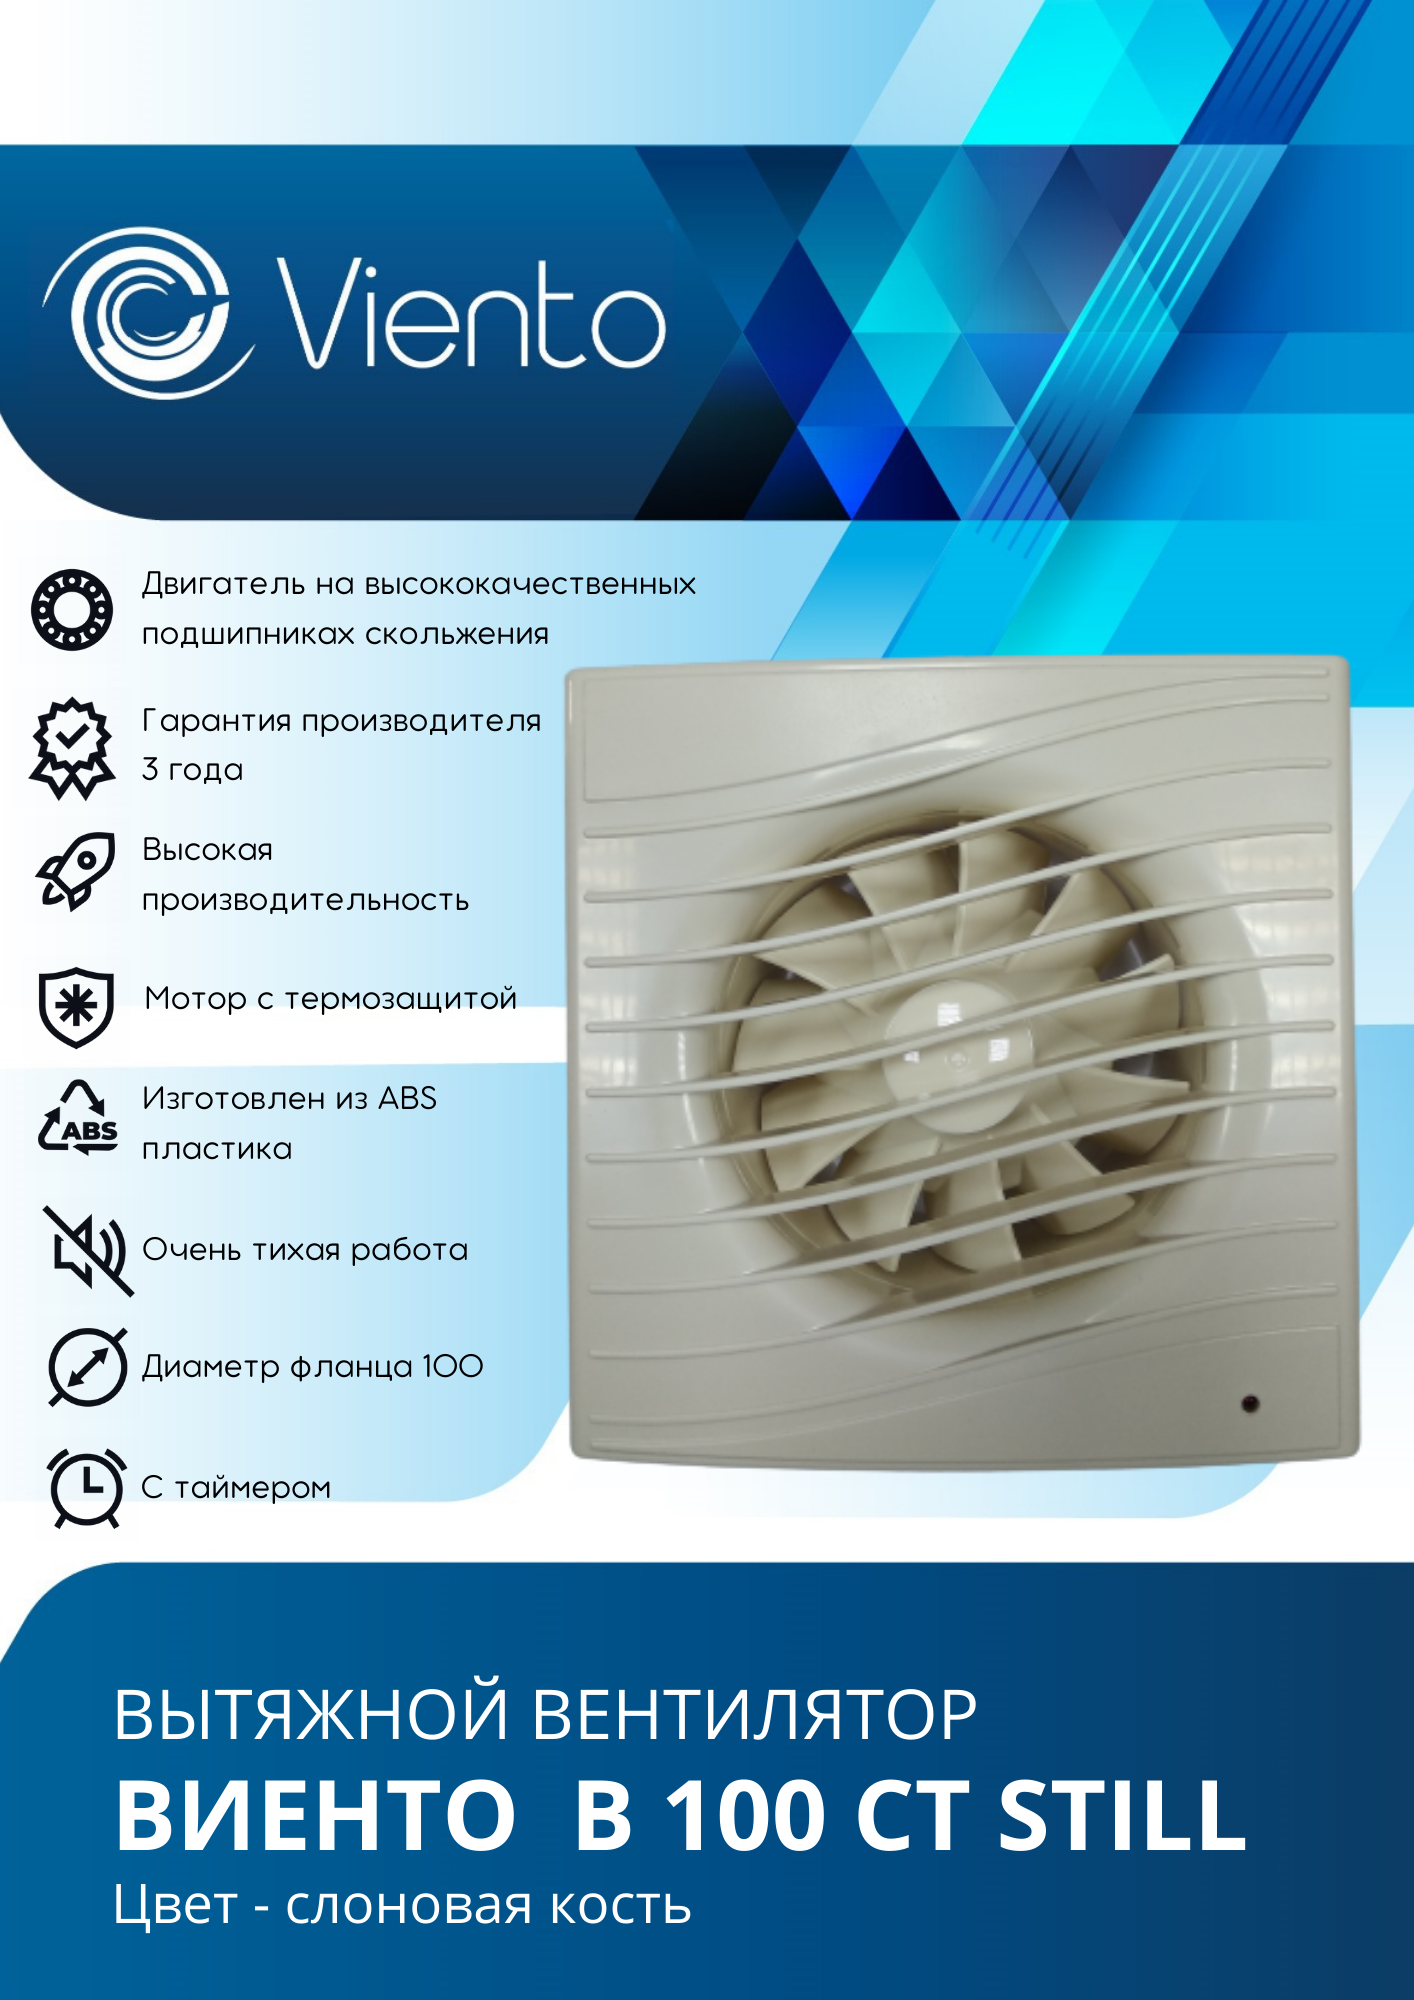 Viento
Двигатель на высококачественных
подшипниках скольжения
Гарантия производителя
3 года
Высокая
производительность
Мотор с термозащитой
Изготовлен из ABS
пластика
ABS
Очень тихая работа
Диаметр фланца 100
С таймером
ВЫТЯЖНОЙ ВЕНТИЛЯТОР
ВИЕНТО В 100 СТ STILL
Цвет - слоновая кость